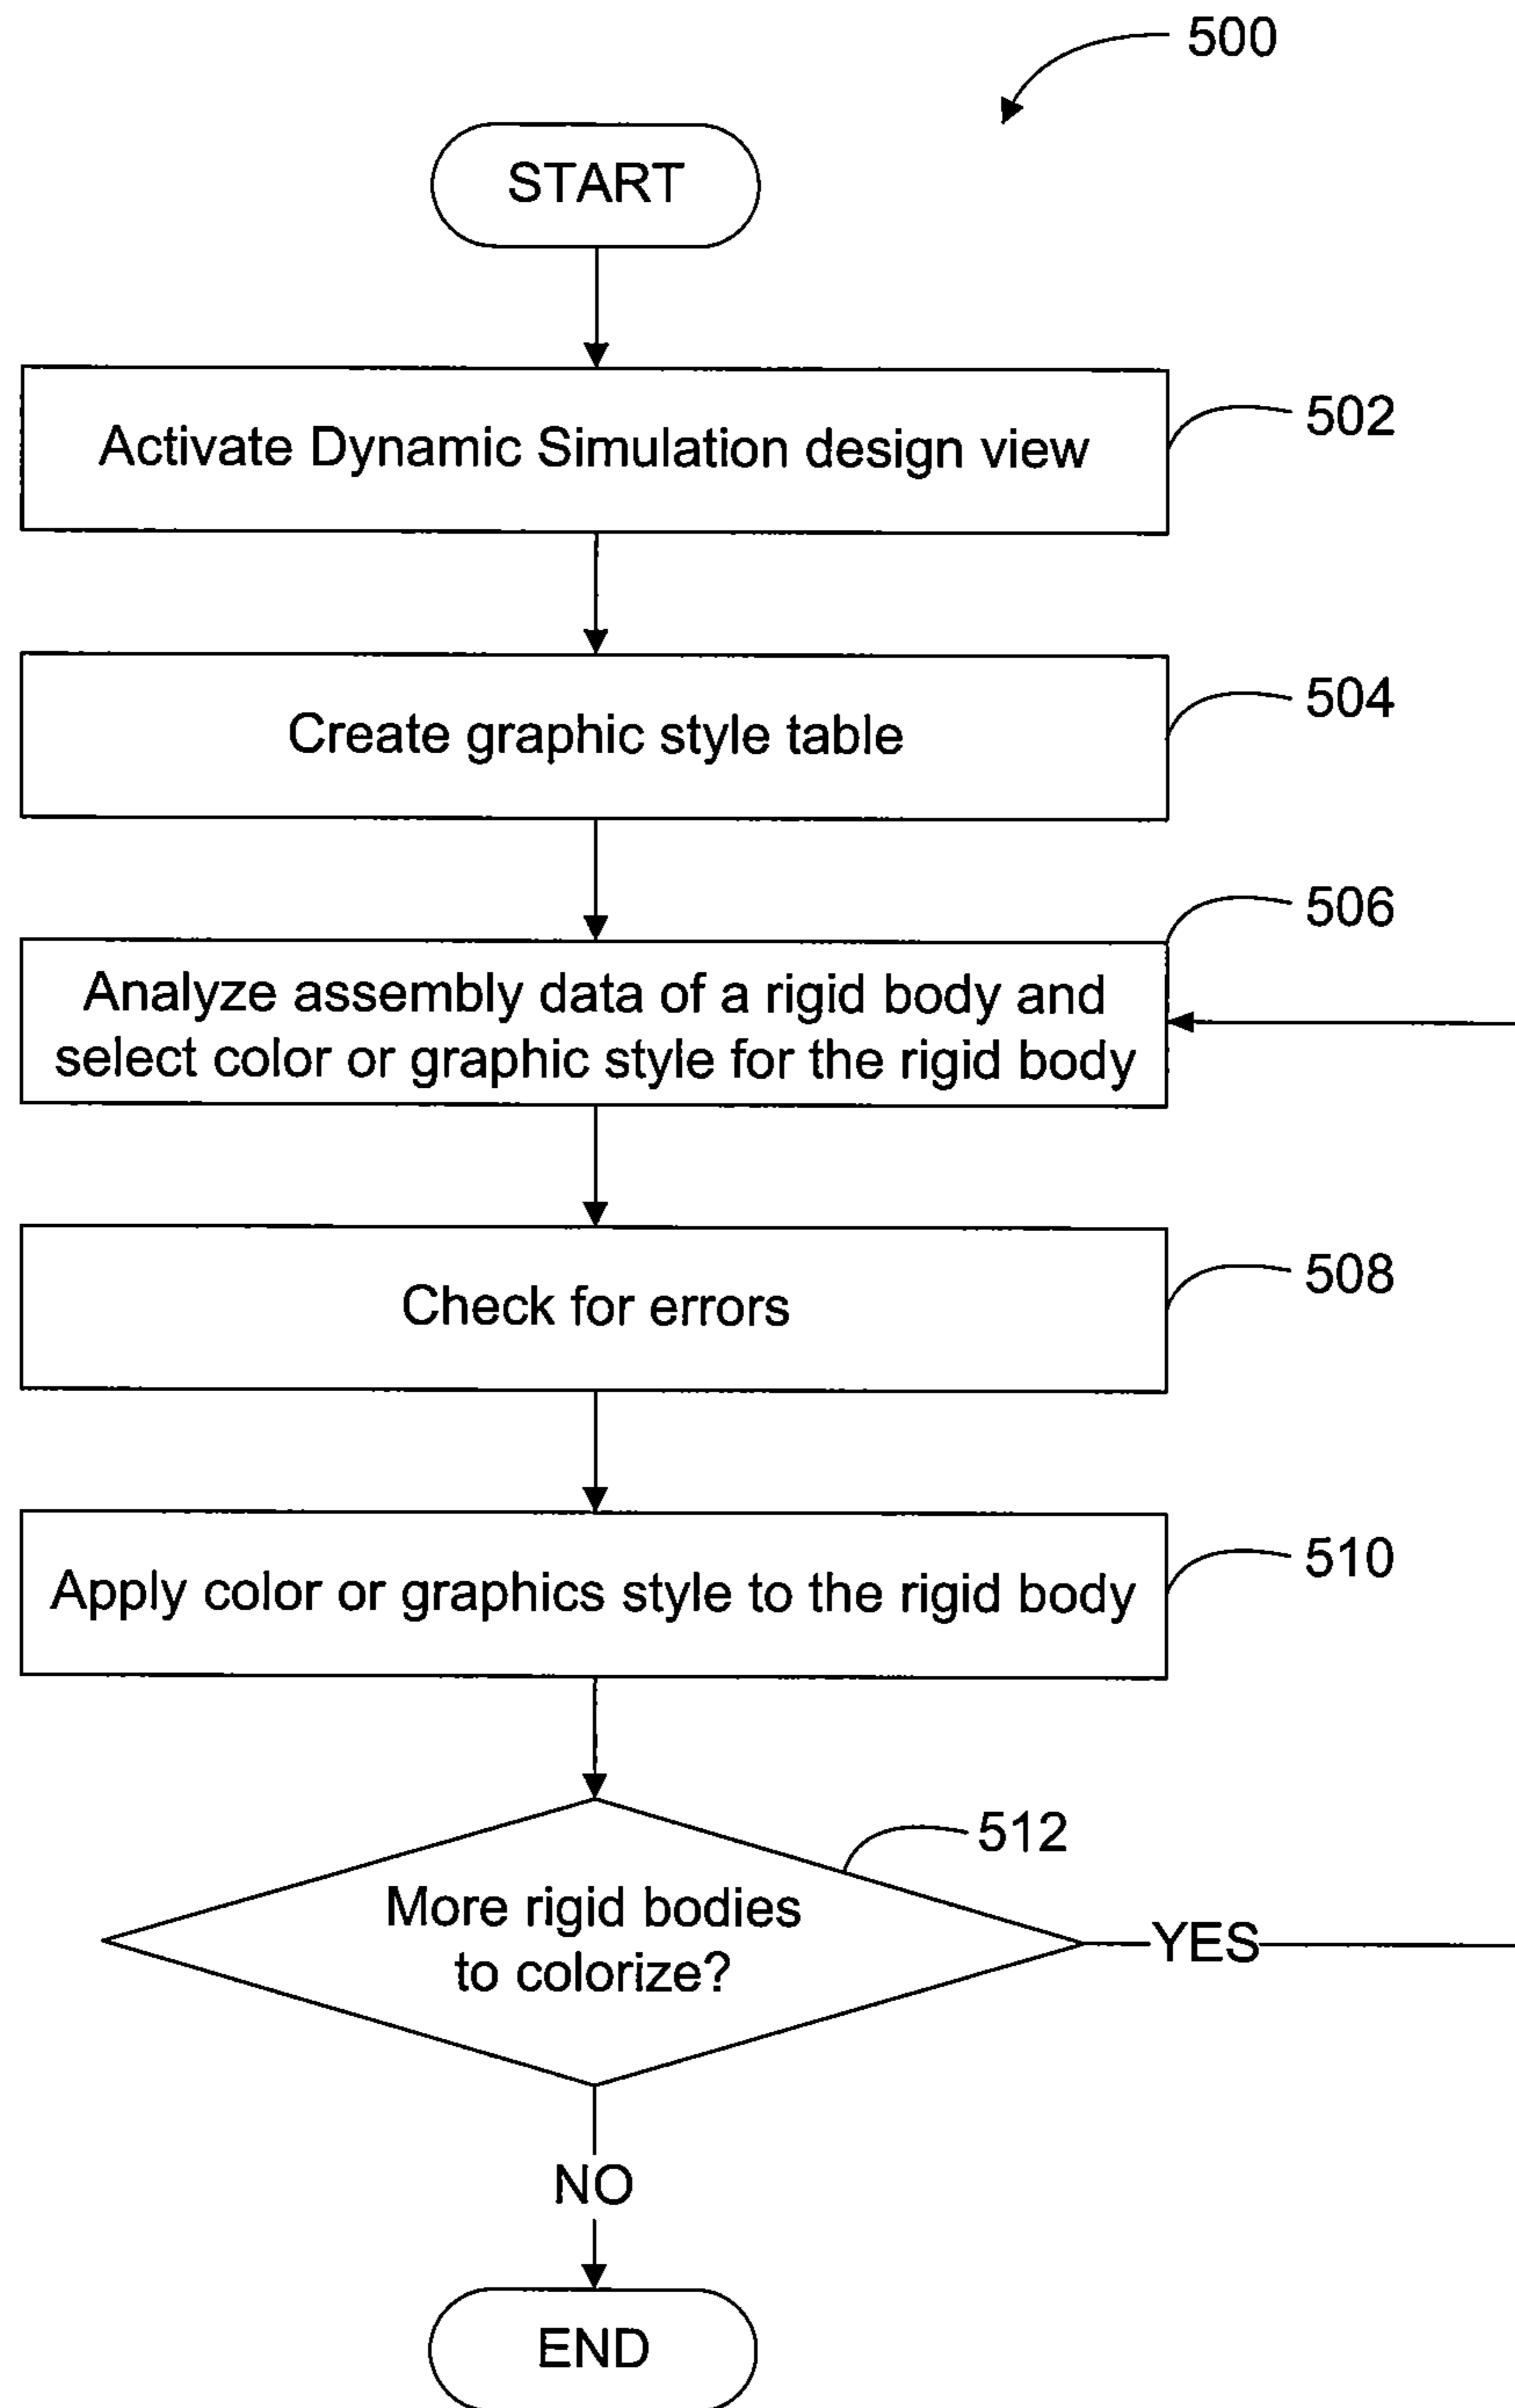 500
START
Activate Dynamic Simulation design view
502
Create graphic style table
504
506
Analyze assembly data of a rigid body and
select color or graphic style for the rigid body
Check for errors
508
Apply color or graphics style to the rigid body
510
512
More rigid bodies
to colorize?
YES
NO
END